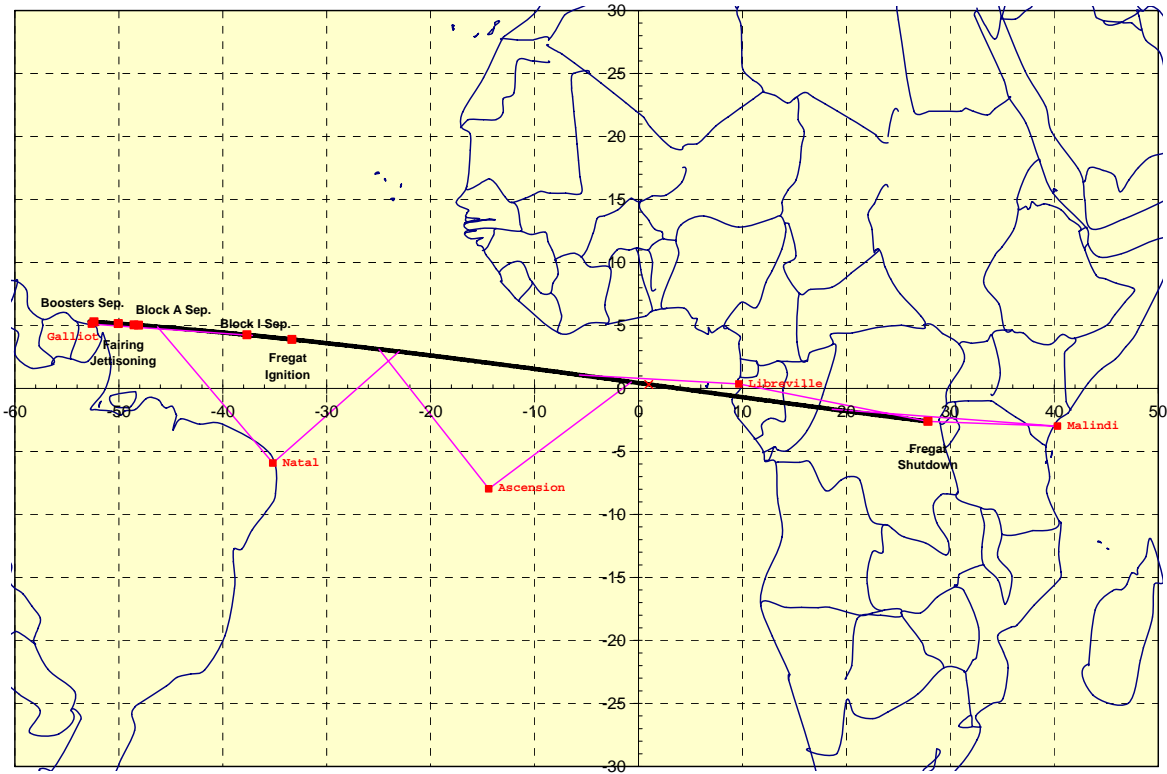 30
25
20
15
10
5
0
-5
-10
-15
-20
-25
-30
-60
-50
-40
-30
-20
-10
0
10
20
30
40
50
Boosters Sep.
Block A Sep.
Block I Sep.
Galliot
Fairing
Jettisoning
Fregat
Ignition
Libreville
Malindi
Fregat
Shutdown
Natal
Ascension